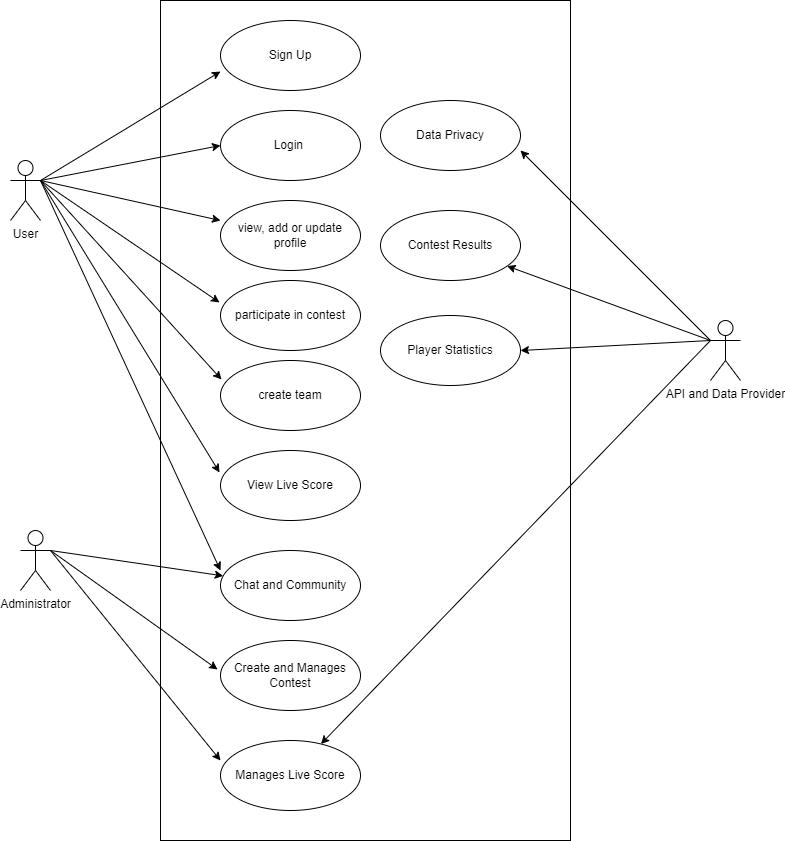 Sign Up
Login
Data Privacy
User
view, add or update
profile
Contest Results
participate in contest
Player Statistics
create team
API and Data Provider
View Live Score
Chat and Community
Administrator
Create and Manages
Contest
Manages Live Score